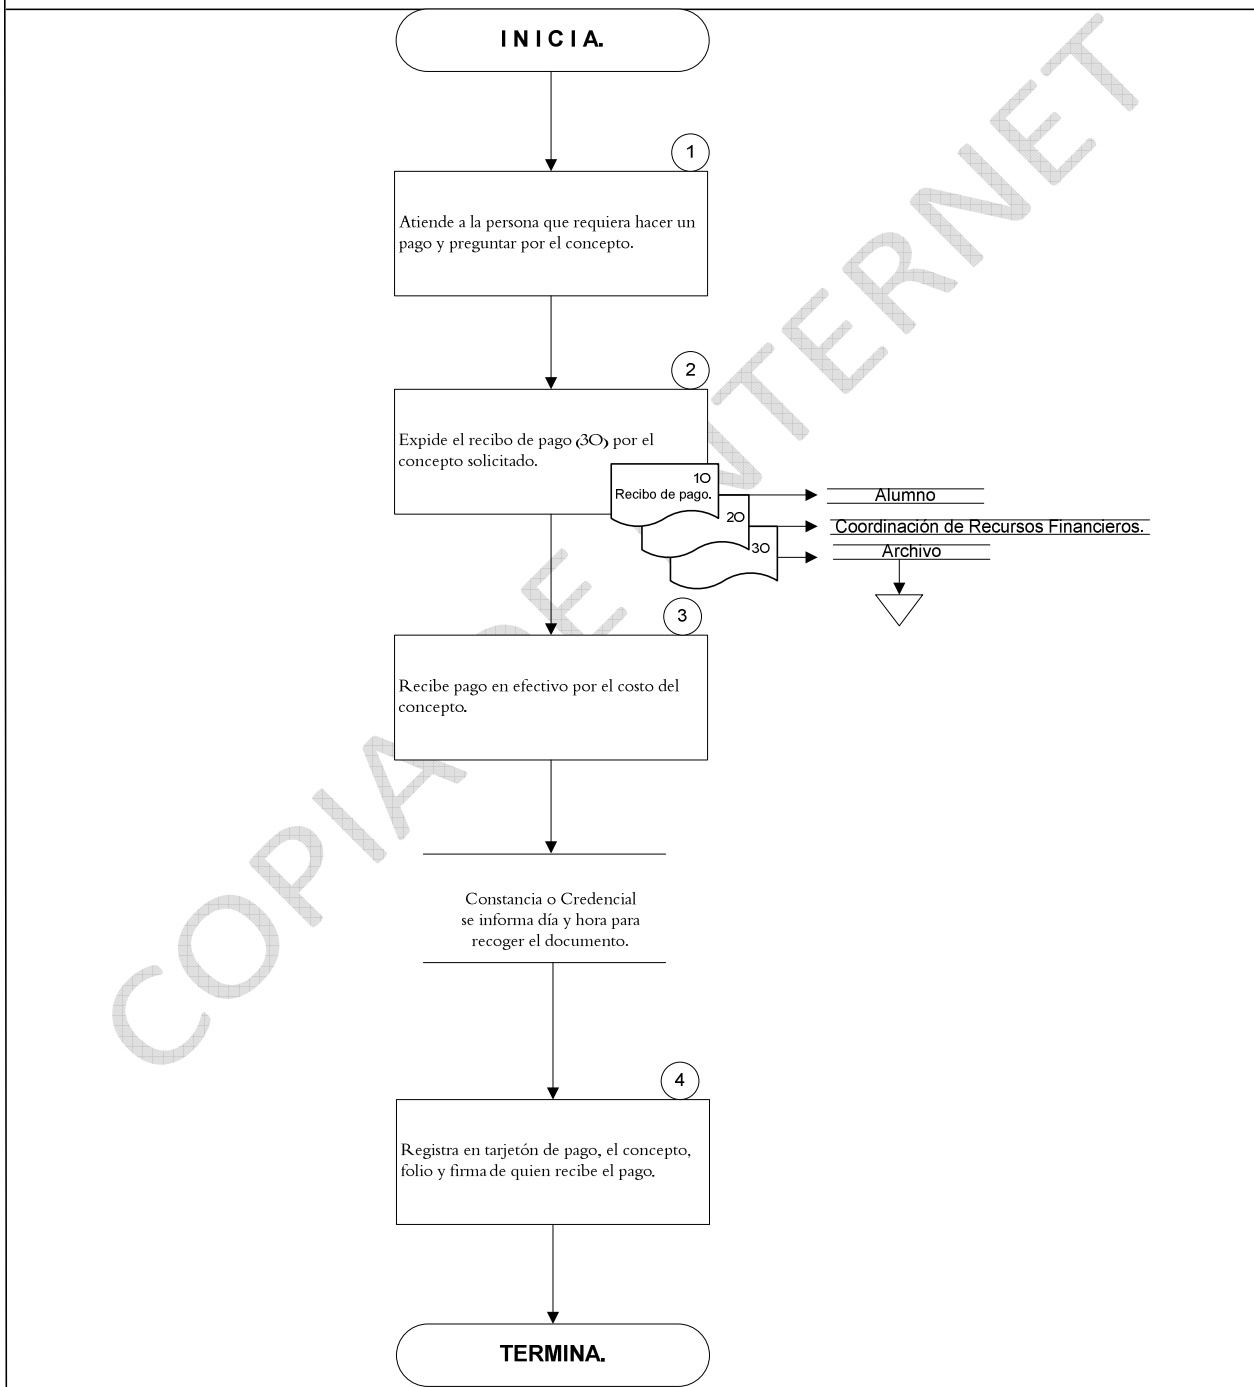 I N I C I A.
1
Atiende a la persona que requiera hacer un
pago y preguntar por el concepto.
2
Expide el recibo de pago (3O) por el
concepto solicitado.
1O
Recibo de pago.
Alumno
2O
Coordinación de Recursos Financieros.
3O
Archivo
3
Recibe pago en efectivo por el costo del
concepto.
Constancia o Credencial
se informa día y hora para
recoger el documento.
4
Registra en tarjetón de pago, el concepto,
folio y firma de quien recibe el pago.
TERMINA.
COPIA DE INTERNET